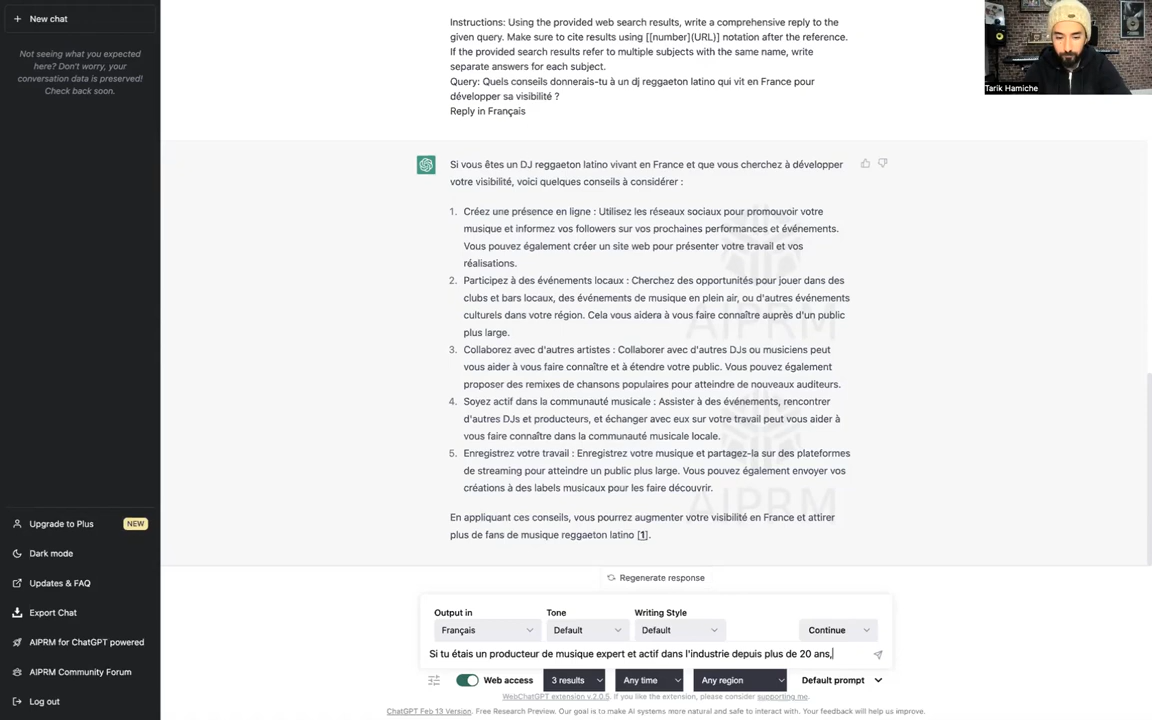 New chat
Not seeing what you expected
here? Don't worry, your
conversation data is preserved!
Check back soon.
Instructions: Using the provided web search results, write a comprehensive reply to the
given query. Make sure to cite results using [[number](URL)] notation after the reference.
If the provided search results refer to multiple subjects with the same name, write
separate answers for each subject.
Query: Quels conseils donnerais-tu à un dj reggaeton latino qui vit en France pour
développer sa visibilité ?
Reply in Français
Tarik Hamiche
Si vous êtes un DJ reggaeton latino vivant en France et que vous cherchez à développer
votre visibilité, voici quelques conseils à considérer :
1. Créez une présence en ligne : Utilisez les réseaux sociaux pour promouvoir votre
musique et informez vos followers sur vos prochaines performances et événements.
Vous pouvez également créer un site web pour présenter votre travail et vos
réalisations.
2. Participez à des événements locaux : Cherchez des opportunités pour jouer dans des
clubs et bars locaux, des événements de musique en plein air, ou d'autres événements
culturels dans votre région. Cela vous aidera à vous faire connaître auprès d'un public
plus large.
3. Collaborez avec d'autres artistes : Collaborer avec d'autres DJs ou musiciens peut
vous aider à vous faire connaître et à étendre votre public. Vous pouvez également
proposer des remixes de chansons populaires pour atteindre de nouveaux auditeurs.
4. Soyez actif dans la communauté musicale : Assister à des événements, rencontrer
d'autres DJs et producteurs, et échanger avec eux sur votre travail peut vous aider à
vous faire connaître dans la communauté musicale locale.
5. Enregistrez votre travail : Enregistrez votre musique et partagez-la sur des plateformes
de streaming pour atteindre un public plus large. Vous pouvez également envoyer vos
créations à des labels musicaux pour les faire découvrir.
En appliquant ces conseils, vous pourrez augmenter votre visibilité en France et attirer
plus de fans de musique reggaeton latino [1].
AIPRM
AIPRM
Upgrade to Plus NEW
Dark mode
Updates & FAQ
Export Chat
AIPRM for ChatGPT powered
AIPRM Community Forum
Log out
Regenerate response
Output in Tone Writing Style
Français Default Default Continue
Si tu étais un producteur de musique expert et actif dans l'industrie depuis plus de 20 ans,
Web access 3 results Any time Any region Default prompt
WebChatGPT extension v.2.0.5. If you like the extension, please consider supporting me.
ChatGPT Feb 13 Version. Free Research Preview. Our goal is to make AI systems more natural and safe to interact with. Your feedback will help us improve.